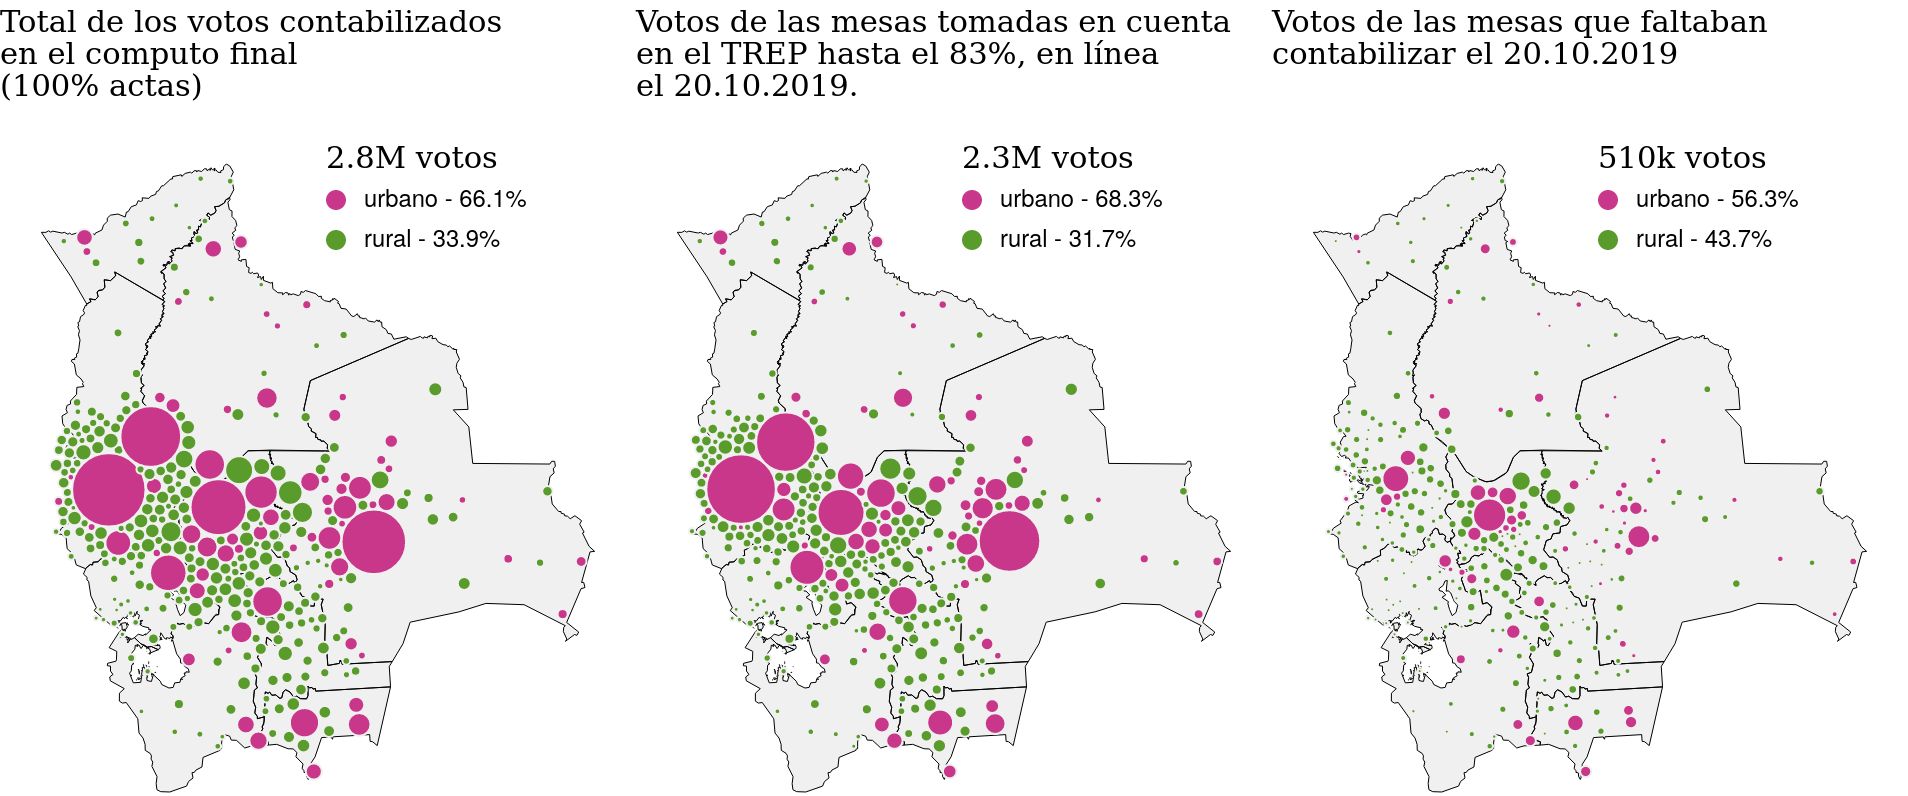 Total de los votos contabilizados
en el computo final
(100% actas)
2.8M votos
urbano - 66.1%
rural - 33.9%
Votos de las mesas tomadas en cuenta
en el TREP hasta el 83%, en línea
el 20.10.2019.
2.3M votos
urbano - 68.3%
rural - 31.7%
Votos de las mesas que faltaban
contabilizar el 20.10.2019
510k votos
urbano - 56.3%
rural - 43.7%